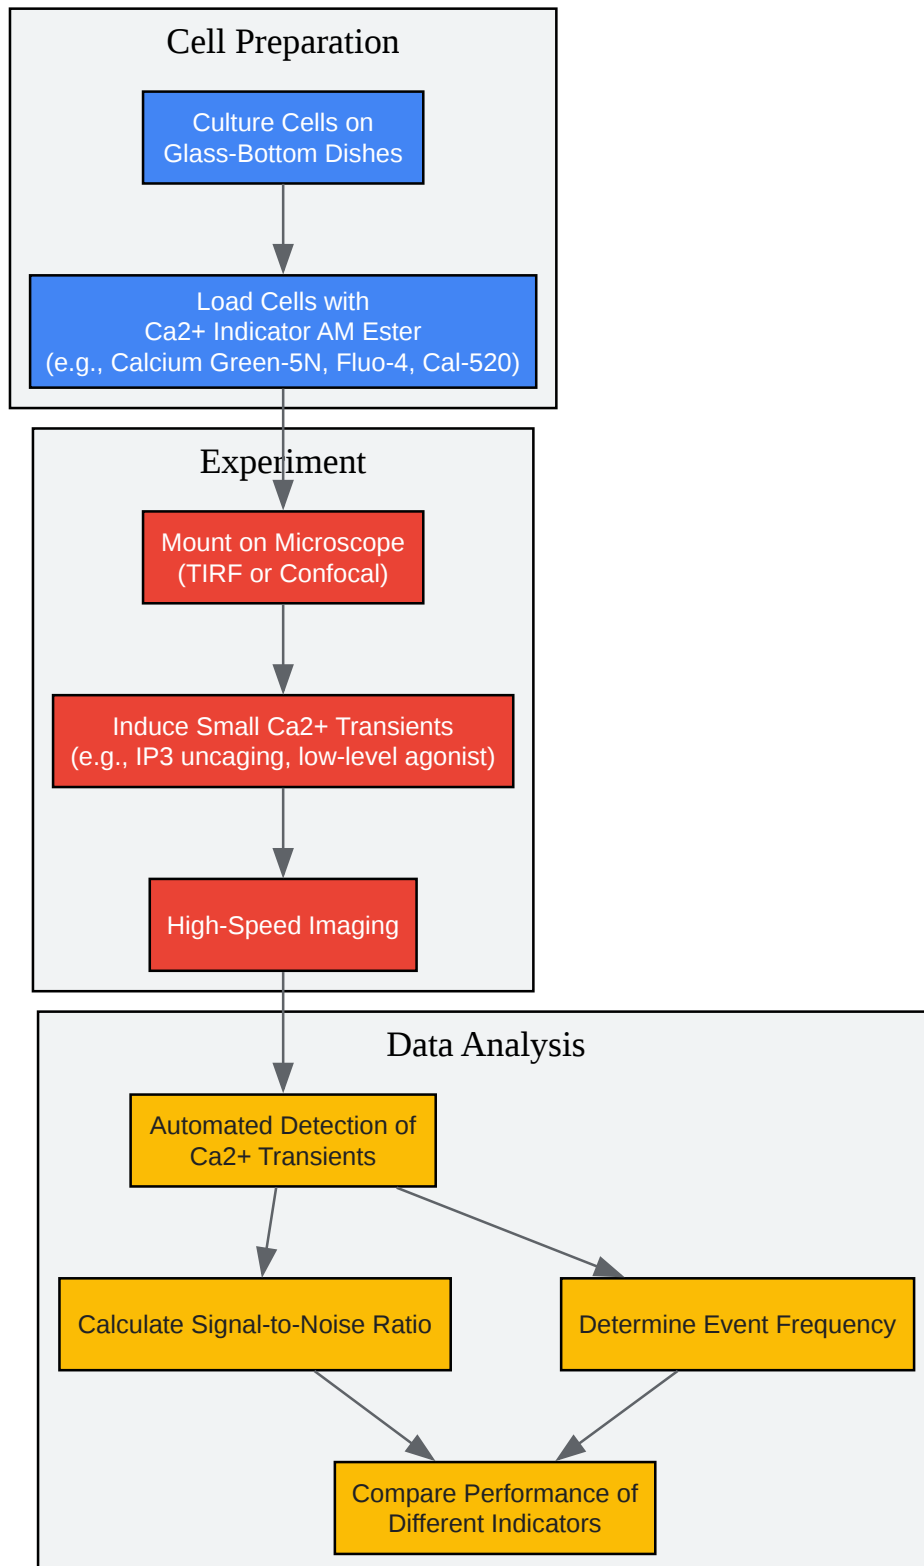 Cell Preparation
Culture Cells on
Glass-Bottom Dishes
Load Cells with
Ca2+ Indicator AM Ester
(e.g., Calcium Green-5N, Fluo-4, Cal-520)
Experiment
Mount on Microscope
(TIRF or Confocal)
Induce Small Ca2+ Transients
(e.g., IP3 uncaging, low-level agonist)
High-Speed Imaging
Data Analysis
Automated Detection of
Ca2+ Transients
Calculate Signal-to-Noise Ratio
Determine Event Frequency
Compare Performance of
Different Indicators